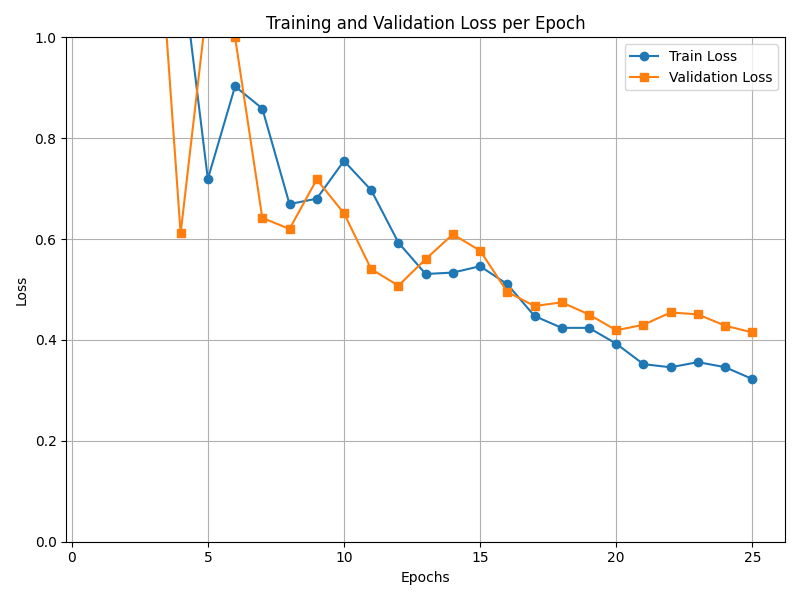 Training and Validation Loss per Epoch
Train Loss
Validation Loss
Loss
1.0
0.8
0.6
0.4
0.2
0.0
0 5 10 15 20 25
Epochs